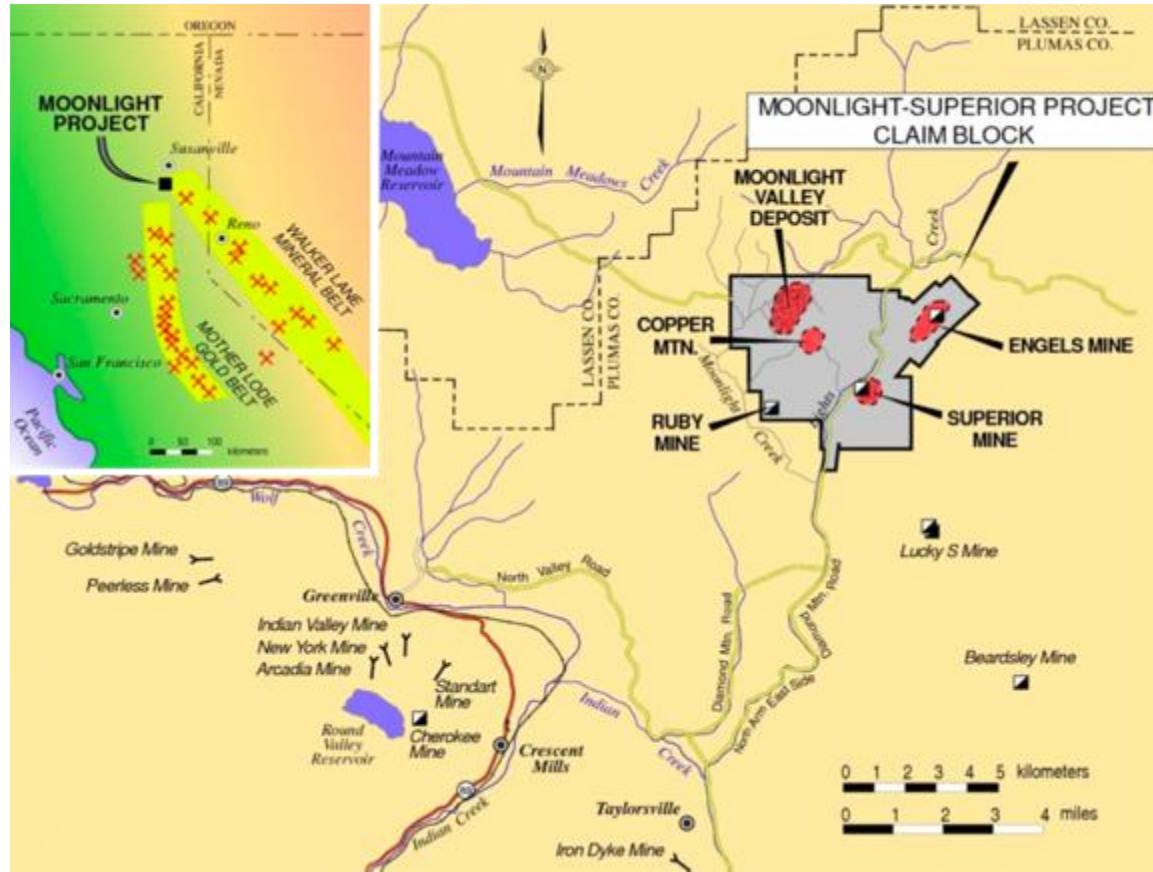 OREGON
CALIFORNIA
NEVADA
MOONLIGHT
PROJECT
Susanville
Reno
WALKER LANE
MINERAL BELT
Sacramento
MOTHER LODE
GOLD BELT
San Francisco
Pacific
Ocean
0 50 100
kilometers
N
LASSEN CO.
PLUMAS CO.
MOONLIGHT-SUPERIOR PROJECT
CLAIM BLOCK
Mountain
Meadow
Reservoir
Mountain Meadows Creek
MOONLIGHT
VALLEY
DEPOSIT
Creek
LASSEN CO.
PLUMAS CO.
COPPER
MTN.
ENGELS MINE
Moonlight
Creek
Lights
RUBY
MINE
SUPERIOR
MINE
89
Wolf
Creek
Goldstripe Mine
Peerless Mine
Lucky S Mine
North Valley Road
Greenville
Indian Valley Mine
New York Mine
Arcadia Mine
Standart
Mine
Diamond Mtn. Road
Diamond Mtn. Road
North Arm East Side
Beardsley Mine
Indian
Creek
Round
Valley
Reservoir
Cherokee
Mine
Crescent
Mills
89
Indian Creek
Taylorsville
Iron Dyke Mine
0 1 2 3 4 5 kilometers
0 1 2 3 4 miles